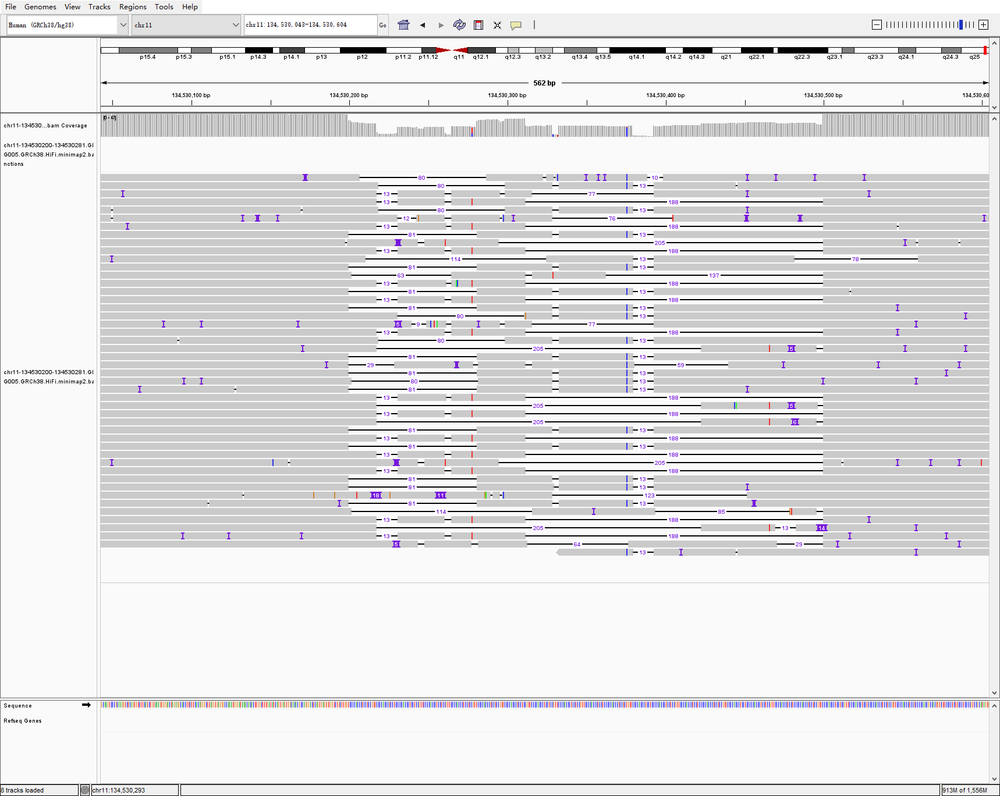 File Genomes View Tracks Regions Tools Help
Human (GRCh38/hg38) chr11 chr11:134,530,043-134,530,604 Go
p15.4 p15.3 p15.1 p14.3 p14.1 p13 p12 p11.2 p11.12 q11 q12.1 q12.3 q13.2 q13.4 q13.5 q14.1 q14.2 q14.3 q21 q22.1 q22.3 q23.1 q23.3 q24.1 q24.3 q25
562 bp
134,530,100 bp 134,530,200 bp 134,530,300 bp 134,530,400 bp 134,530,500 bp 134,530,60
[0 - 47]
chr11-134530...bam Coverage
chr11-134530200-134530281.GI
G005.GRCh38.HiFi.minimap2.ba
nctions
80 10
80 13
13 77
13 188
80 13
12 76
13 188
81 13
205
13 188
114 13 78
81 13
63 137
13 188
81 13
13 188
81 13
80 13
5 9 77
13 188
80 13
205 5
81 13
29 59
chr11-134530200-134530281.GI
81 13
G005.GRCh38.HiFi.minimap2.ba
80 13
81 13
13 188
205 5
13 188
205 6
81 13
13 188
81 13
13 188
205
13 188
81 13
81 13
18 11 123
81 13
114 85
13 188
205 13 14
13 188
5 64 29
13
Sequence
Refseq Genes
8 tracks loaded chr11:134,530,293 913M of 1,556M